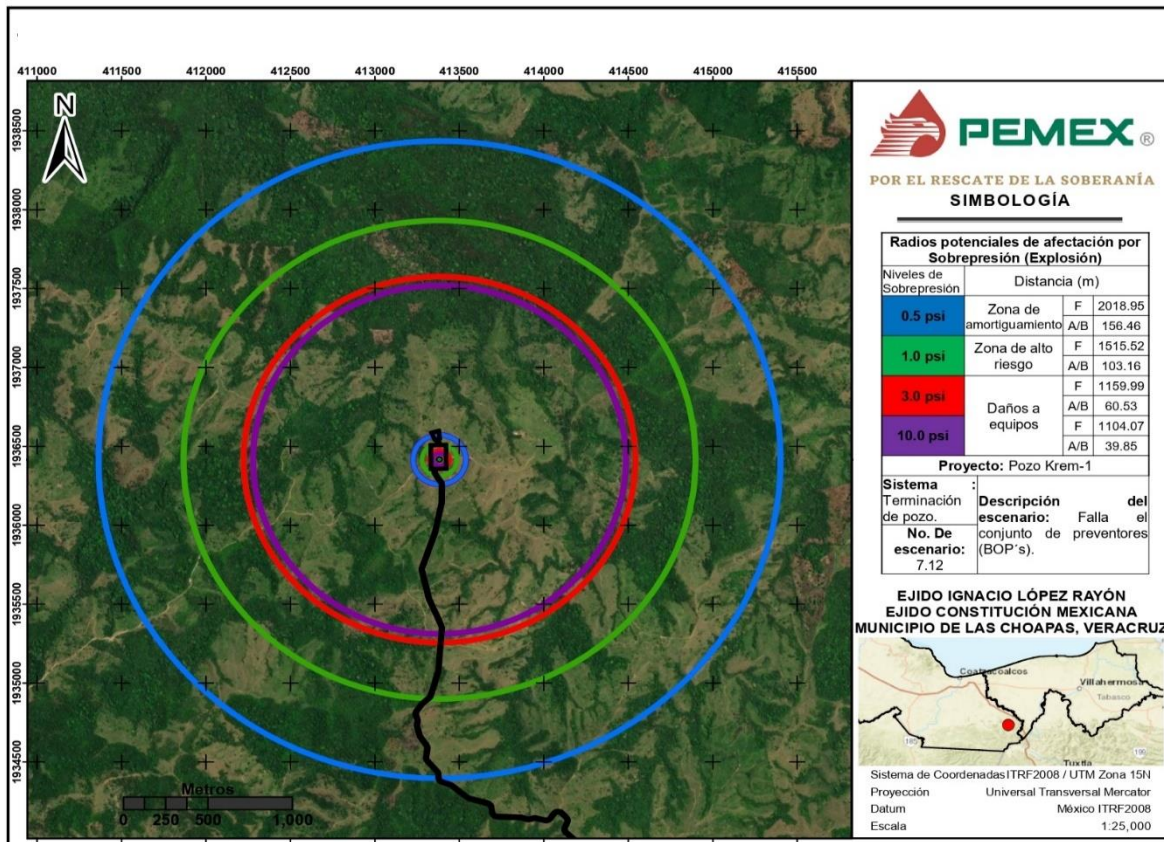 411000 411500 412000 412500 413000 413500 414000 414500 415000 415500
1938500
1938000
1937500
1937000
1936500
1936000
1935500
1935000
1934500
N
Metros
0 250 500 1,000
PEMEX ®
POR EL RESCATE DE LA SOBERANÍA
SIMBOLOGÍA
Radios potenciales de afectación por
Sobrepresión (Explosión)
Niveles de
Sobrepresión
Distancia (m)
0.5 psi
Zona de
amortiguamiento
F 2018.95
A/B 156.46
1.0 psi
Zona de alto
riesgo
F 1515.52
A/B 103.16
3.0 psi
10.0 psi
Daños a
equipos
F 1159.99
A/B 60.53
F 1104.07
A/B 39.85
Proyecto: Pozo Krem-1
Sistema :
Terminación
de pozo.
No. De
escenario:
7.12
Descripción del
escenario: Falla el
conjunto de preventores
(BOP´s).
EJIDO IGNACIO LÓPEZ RAYÓN
EJIDO CONSTITUCIÓN MEXICANA
MUNICIPIO DE LAS CHOAPAS, VERACRUZ
Coatzacoalcos
Villahermosa
Tabasco
185
190
Tuxtla
Sistema de Coordenadas ITRF2008 / UTM Zona 15N
Proyección Universal Transversal Mercator
Datum México ITRF2008
Escala 1:25,000